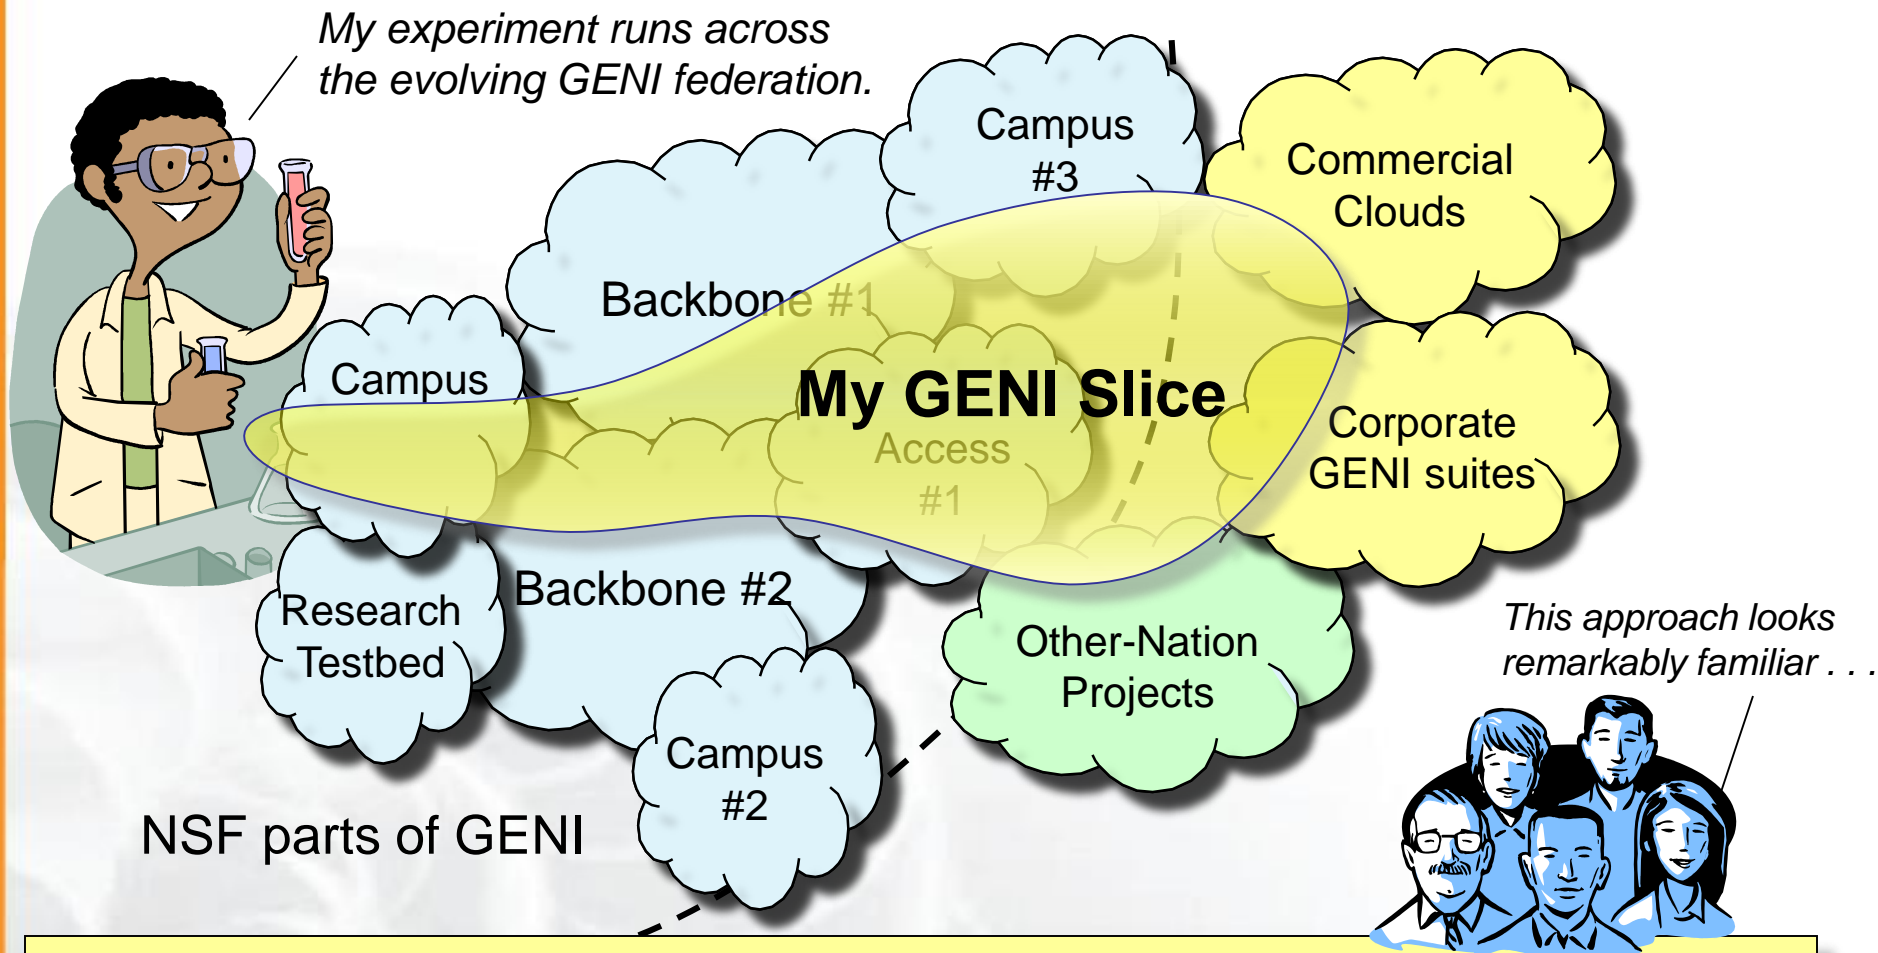 My experiment runs across
the evolving GENI federation.
Campus
#3
Commercial
Clouds
Backbone #1
Campus
My GENI Slice
Access
#1
Corporate
GENI suites
Backbone #2
Research
Testbed
Other-Nation
Projects
This approach looks
remarkably familiar . . .
Campus
#2
NSF parts of GENI